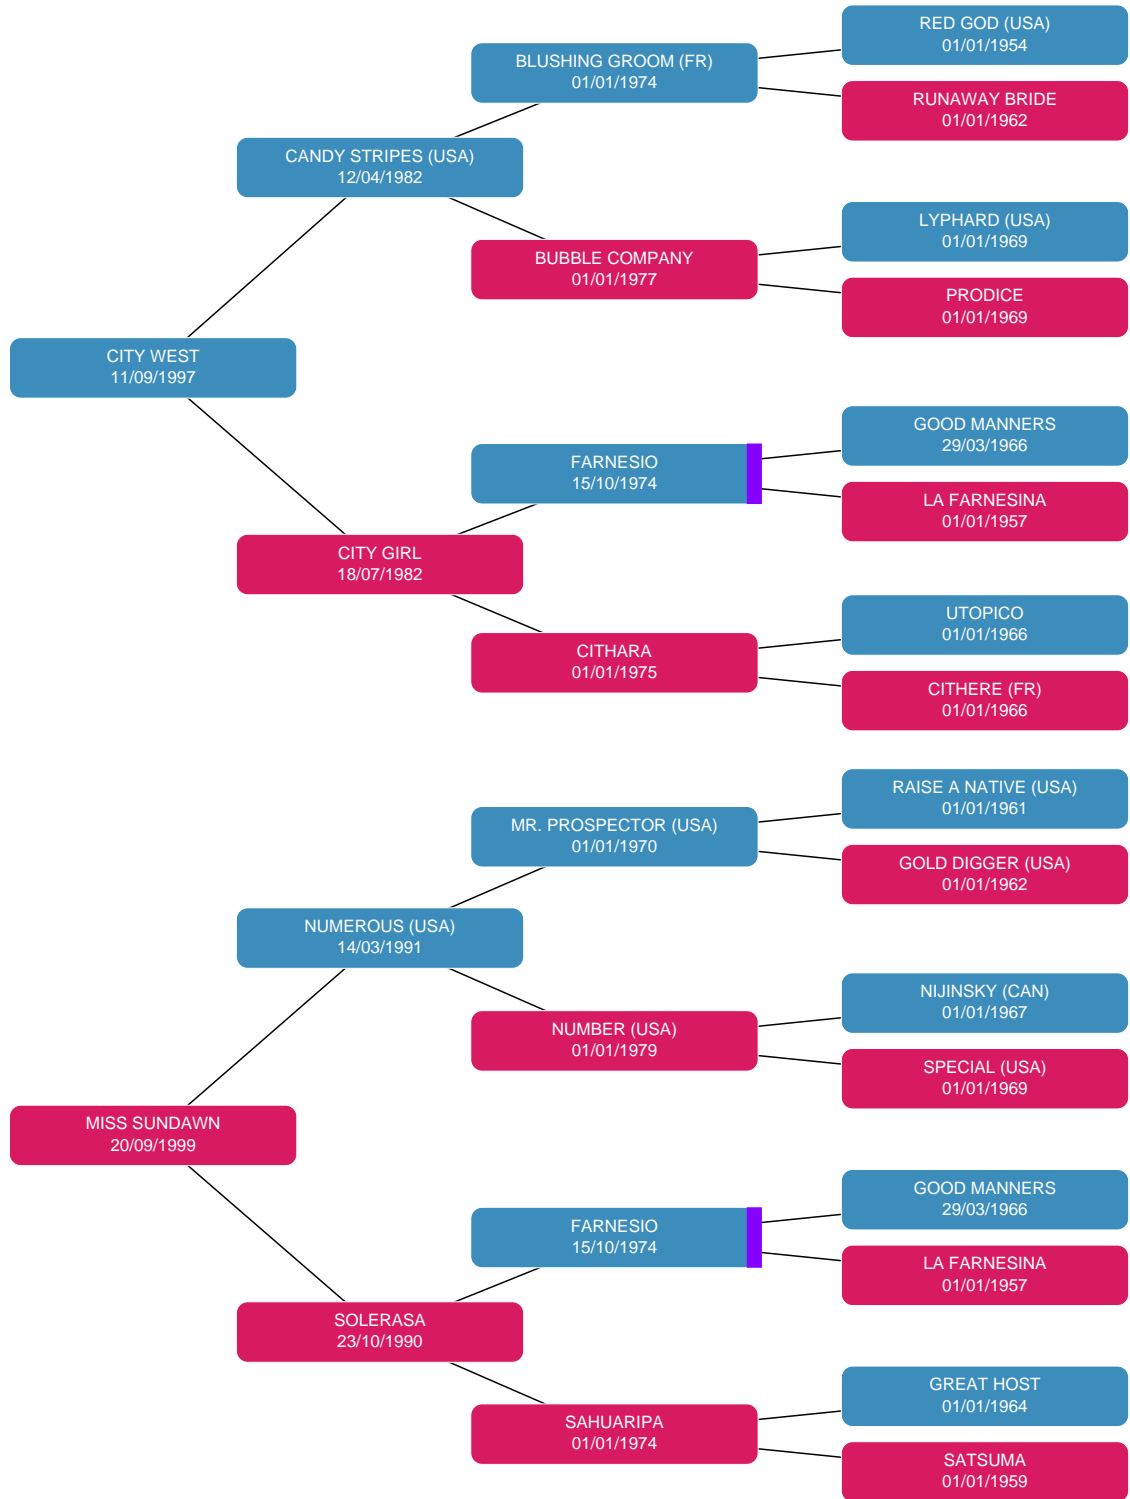 RED GOD (USA)
01/01/1954
BLUSHING GROOM (FR)
01/01/1974
RUNAWAY BRIDE
01/01/1962
CANDY STRIPES (USA)
12/04/1982
LYPHARD (USA)
01/01/1969
BUBBLE COMPANY
01/01/1977
PRODICE
01/01/1969
CITY WEST
11/09/1997
GOOD MANNERS
29/03/1966
FARNESIO
15/10/1974
LA FARNESINA
01/01/1957
CITY GIRL
18/07/1982
UTOPICO
01/01/1966
CITHARA
01/01/1975
CITHERE (FR)
01/01/1966
RAISE A NATIVE (USA)
01/01/1961
MR. PROSPECTOR (USA)
01/01/1970
GOLD DIGGER (USA)
01/01/1962
NUMEROUS (USA)
14/03/1991
NIJINSKY (CAN)
01/01/1967
NUMBER (USA)
01/01/1979
SPECIAL (USA)
01/01/1969
MISS SUNDAWN
20/09/1999
GOOD MANNERS
29/03/1966
FARNESIO
15/10/1974
LA FARNESINA
01/01/1957
SOLERASA
23/10/1990
GREAT HOST
01/01/1964
SAHUARIPA
01/01/1974
SATSUMA
01/01/1959